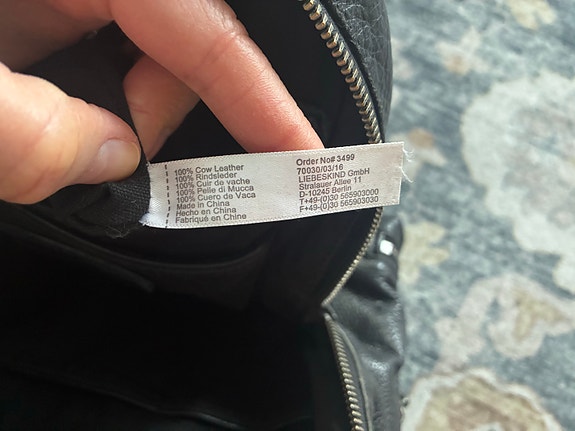 100% Cow Leather
100% Rindsleder
100% Cuir de vache
100% Pelle di Mucca
100% Cuero de Vaca
Made in China
Hecho en China
Fabriqué en Chine
Order No# 3499
70030/03/16
LIEBESKIND GmbH
Stralauer Allee 11
D-10245 Berlin
T+49-(0)30 565903000
F+49-(0)30 565903030